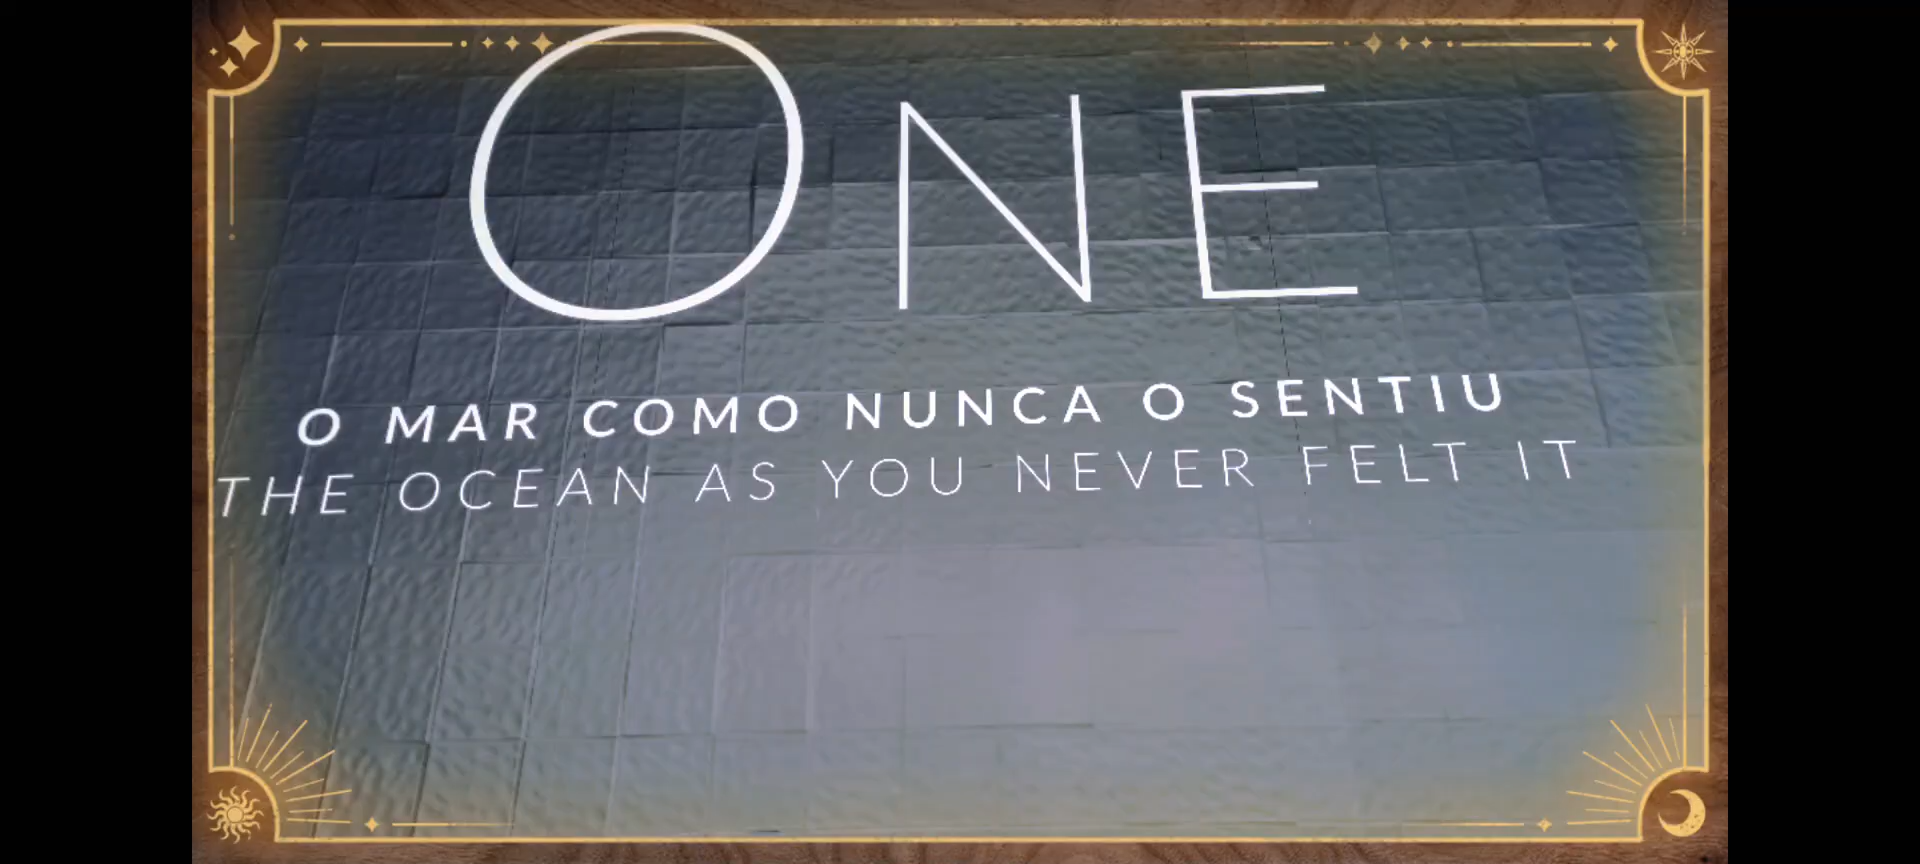 ONE
O MAR COMO NUNCA O SENTIU
THE OCEAN AS YOU NEVER FELT IT